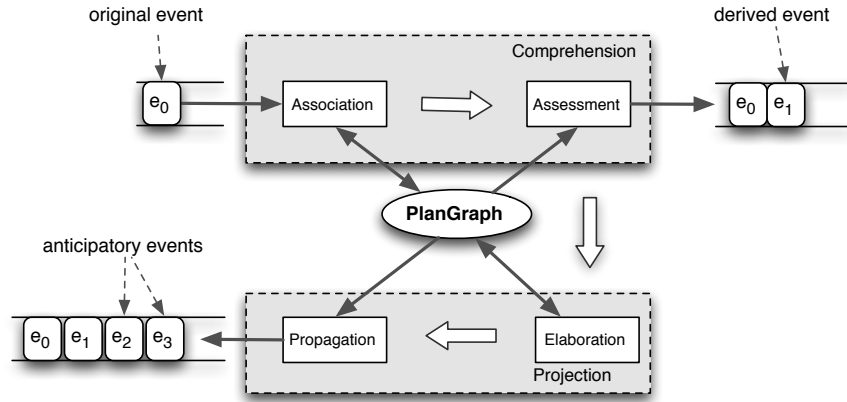 original event
derived event
Comprehension
e0
Association
Assessment
e0 e1
PlanGraph
anticipatory events
e0 e1 e2 e3
Propagation
Elaboration
Projection